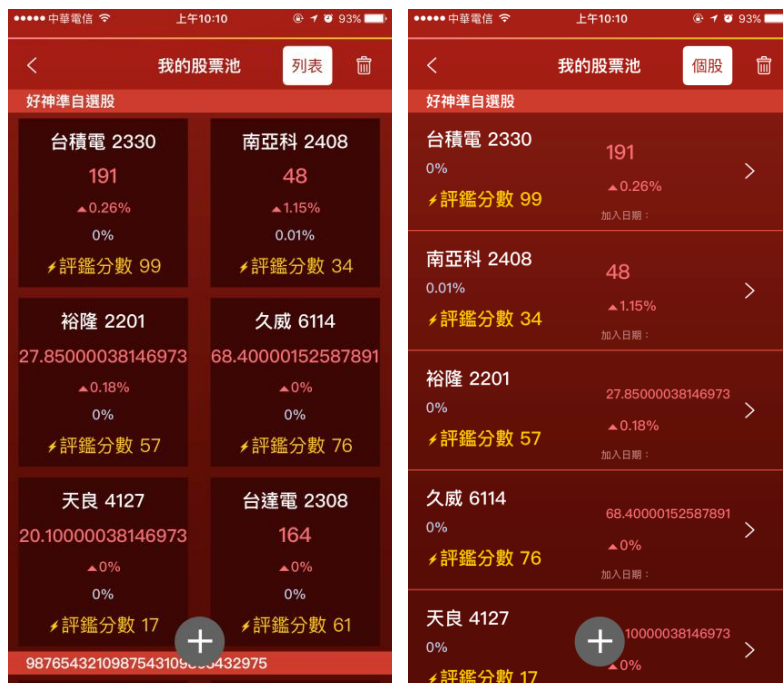 中華電信 上午10:10 93%
我的股票池 列表
好神準自選股
台積電 2330
191
▲0.26%
0%
評鑑分數 99
南亞科 2408
48
▲1.15%
0.01%
評鑑分數 34
裕隆 2201
27.85000038146973
▲0.18%
0%
評鑑分數 57
久威 6114
68.40000152587891
▲0%
0%
評鑑分數 76
天良 4127
20.10000038146973
▲0%
0%
評鑑分數 17
台達電 2308
164
▲0%
0%
評鑑分數 61
中華電信 上午10:10 93%
我的股票池 個股
好神準自選股
台積電 2330
0%
評鑑分數 99
191
▲0.26%
加入日期：
南亞科 2408
0.01%
評鑑分數 34
48
▲1.15%
加入日期：
裕隆 2201
0%
評鑑分數 57
27.85000038146973
▲0.18%
加入日期：
久威 6114
0%
評鑑分數 76
68.40000152587891
▲0%
加入日期：
天良 4127
0%
評鑑分數 17
10000038146973
▲0%